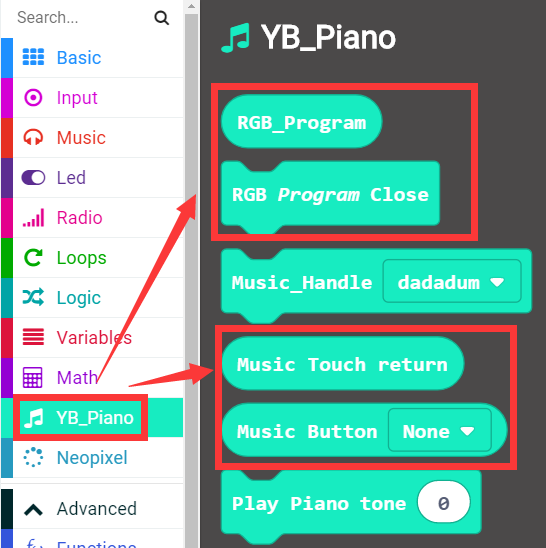 Search...
Basic
Input
Music
Led
Radio
Loops
Logic
Variables
Math
YB_Piano
Neopixel
Advanced
Functions
YB_Piano
RGB_Program
RGB Program Close
Music_Handle dadadum
Music Touch return
Music Button None
Play Piano tone 0